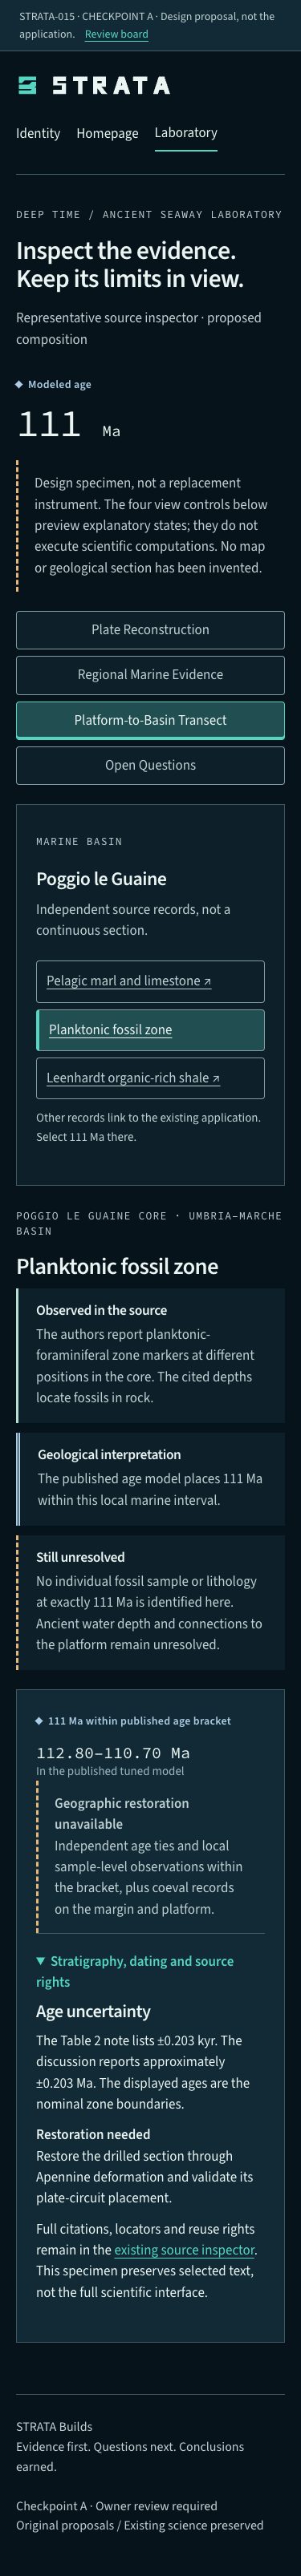 STRATA-015 · CHECKPOINT A · Design proposal, not the
application. Review board
STRATA
Identity Homepage Laboratory
DEEP TIME / ANCIENT SEAWAY LABORATORY
Inspect the evidence.
Keep its limits in view.
Representative source inspector · proposed
composition
◆ Modeled age
111 Ma
Design specimen, not a replacement
instrument. The four view controls below
preview explanatory states; they do not
execute scientific computations. No map
or geological section has been invented.
Plate Reconstruction
Regional Marine Evidence
Platform-to-Basin Transect
Open Questions
MARINE BASIN
Poggio le Guaine
Independent source records, not a
continuous section.
Pelagic marl and limestone ↗
Planktonic fossil zone
Leenhardt organic-rich shale ↗
Other records link to the existing application.
Select 111 Ma there.
POGGIO LE GUAINE CORE · UMBRIA–MARCHE
BASIN
Planktonic fossil zone
Observed in the source
The authors report planktonic-
foraminiferal zone markers at different
positions in the core. The cited depths
locate fossils in rock.
Geological interpretation
The published age model places 111 Ma
within this local marine interval.
Still unresolved
No individual fossil sample or lithology
at exactly 111 Ma is identified here.
Ancient water depth and connections to
the platform remain unresolved.
◆ 111 Ma within published age bracket
112.80–110.70 Ma
In the published tuned model
Geographic restoration
unavailable
Independent age ties and local
sample-level observations within
the bracket, plus coeval records
on the margin and platform.
▼ Stratigraphy, dating and source
rights
Age uncertainty
The Table 2 note lists ±0.203 kyr. The
discussion reports approximately
±0.203 Ma. The displayed ages are the
nominal zone boundaries.
Restoration needed
Restore the drilled section through
Apennine deformation and validate its
plate-circuit placement.
Full citations, locators and reuse rights
remain in the existing source inspector.
This specimen preserves selected text,
not the full scientific interface.
STRATA Builds
Evidence first. Questions next. Conclusions
earned.
Checkpoint A · Owner review required
Original proposals / Existing science preserved